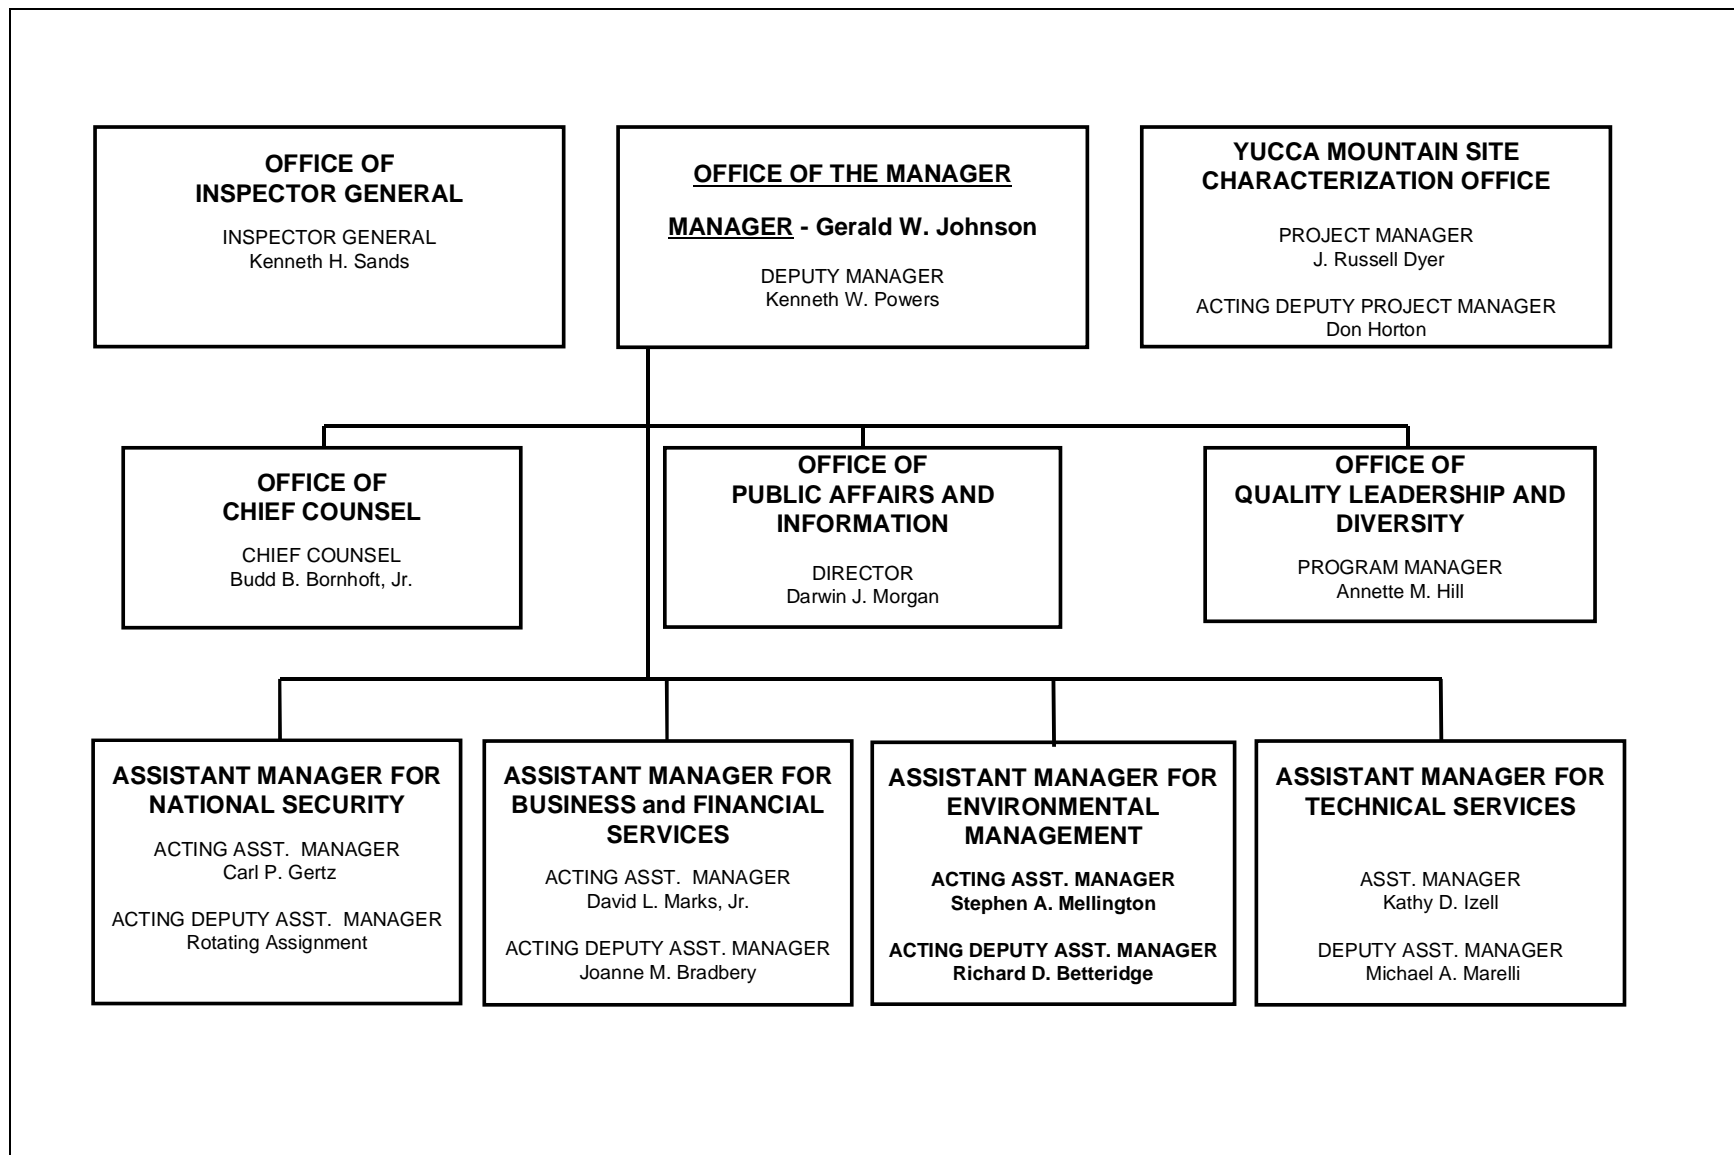 OFFICE OF
INSPECTOR GENERAL
INSPECTOR GENERAL
Kenneth H. Sands
OFFICE OF THE MANAGER
MANAGER - Gerald W. Johnson
DEPUTY MANAGER
Kenneth W. Powers
YUCCA MOUNTAIN SITE
CHARACTERIZATION OFFICE
PROJECT MANAGER
J. Russell Dyer
ACTING DEPUTY PROJECT MANAGER
Don Horton
OFFICE OF
CHIEF COUNSEL
CHIEF COUNSEL
Budd B. Bornhoft, Jr.
OFFICE OF
PUBLIC AFFAIRS AND
INFORMATION
DIRECTOR
Darwin J. Morgan
OFFICE OF
QUALITY LEADERSHIP AND
DIVERSITY
PROGRAM MANAGER
Annette M. Hill
ASSISTANT MANAGER FOR
NATIONAL SECURITY
ACTING ASST. MANAGER
Carl P. Gertz
ACTING DEPUTY ASST. MANAGER
Rotating Assignment
ASSISTANT MANAGER FOR
BUSINESS and FINANCIAL
SERVICES
ACTING ASST. MANAGER
David L. Marks, Jr.
ACTING DEPUTY ASST. MANAGER
Joanne M. Bradbery
ASSISTANT MANAGER FOR
ENVIRONMENTAL
MANAGEMENT
ACTING ASST. MANAGER
Stephen A. Mellington
ACTING DEPUTY ASST. MANAGER
Richard D. Betteridge
ASSISTANT MANAGER FOR
TECHNICAL SERVICES
ASST. MANAGER
Kathy D. Izell
DEPUTY ASST. MANAGER
Michael A. Marelli